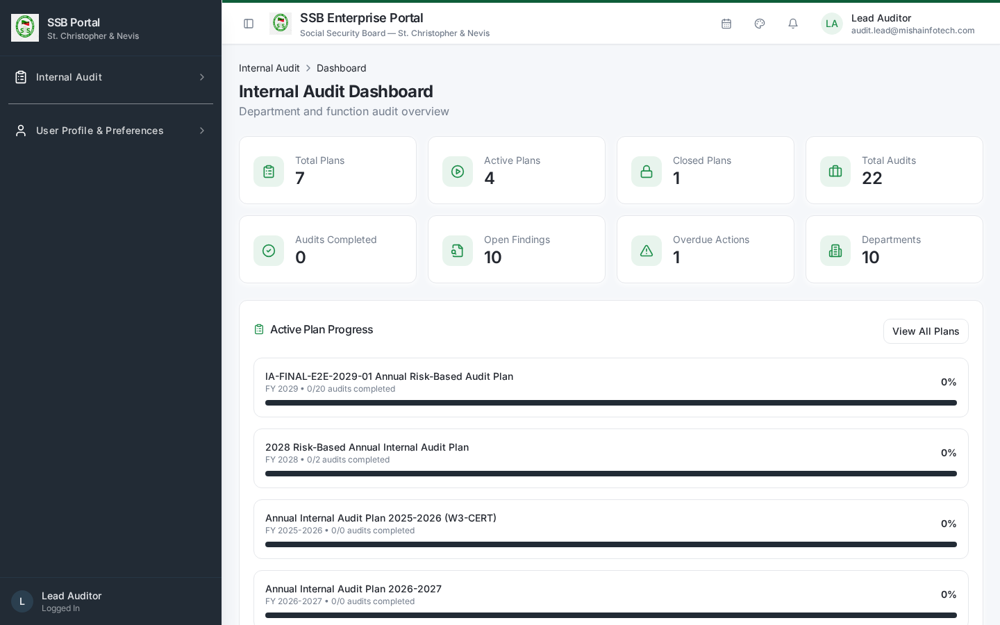 SSB Portal
St. Christopher & Nevis
Internal Audit
User Profile & Preferences
L
Lead Auditor
Logged In
SSB Enterprise Portal
Social Security Board — St. Christopher & Nevis
LA
Lead Auditor
audit.lead@mishainfotech.com
Internal Audit > Dashboard
Internal Audit Dashboard
Department and function audit overview
Total Plans
7
Active Plans
4
Closed Plans
1
Total Audits
22
Audits Completed
0
Open Findings
10
Overdue Actions
1
Departments
10
Active Plan Progress
View All Plans
IA-FINAL-E2E-2029-01 Annual Risk-Based Audit Plan
FY 2029 • 0/20 audits completed
0%
2028 Risk-Based Annual Internal Audit Plan
FY 2028 • 0/2 audits completed
0%
Annual Internal Audit Plan 2025-2026 (W3-CERT)
FY 2025-2026 • 0/0 audits completed
0%
Annual Internal Audit Plan 2026-2027
FY 2026-2027 • 0/0 audits completed
0%